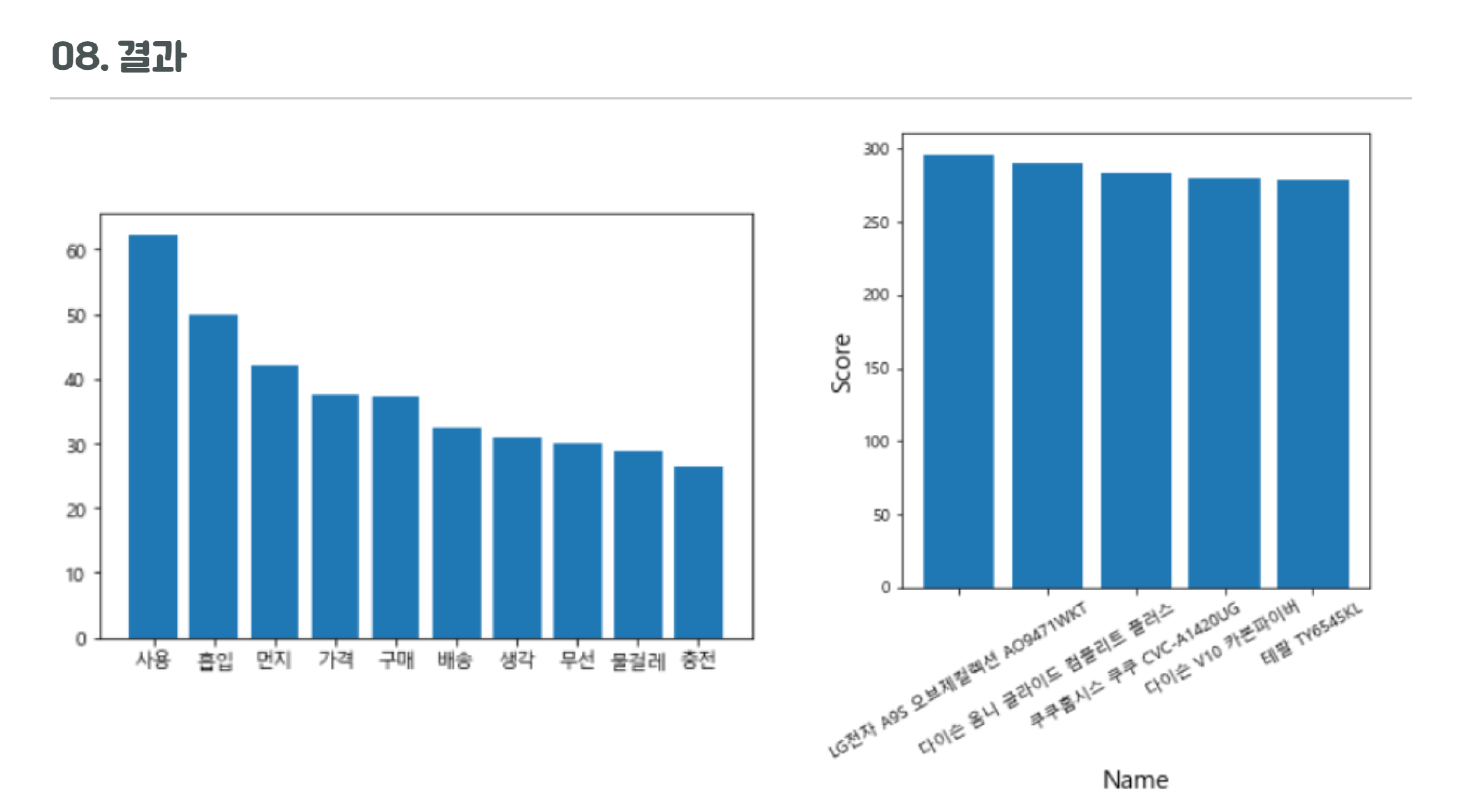 08. 결과
60
50
40
30
20
10
0
사용 흡입 먼지 가격 구매 배송 생각 무선 물걸레 충전
300
250
200
150
100
50
0
Score
LG전자 A9S 오브제컬렉션 AO9471WKT
다이슨 옴니 글라이드 컴플리트 플러스
쿠쿠홈시스 쿠쿠 CVC-A1420UG
다이슨 V10 카본파이버
테팔 TY6545KL
Name